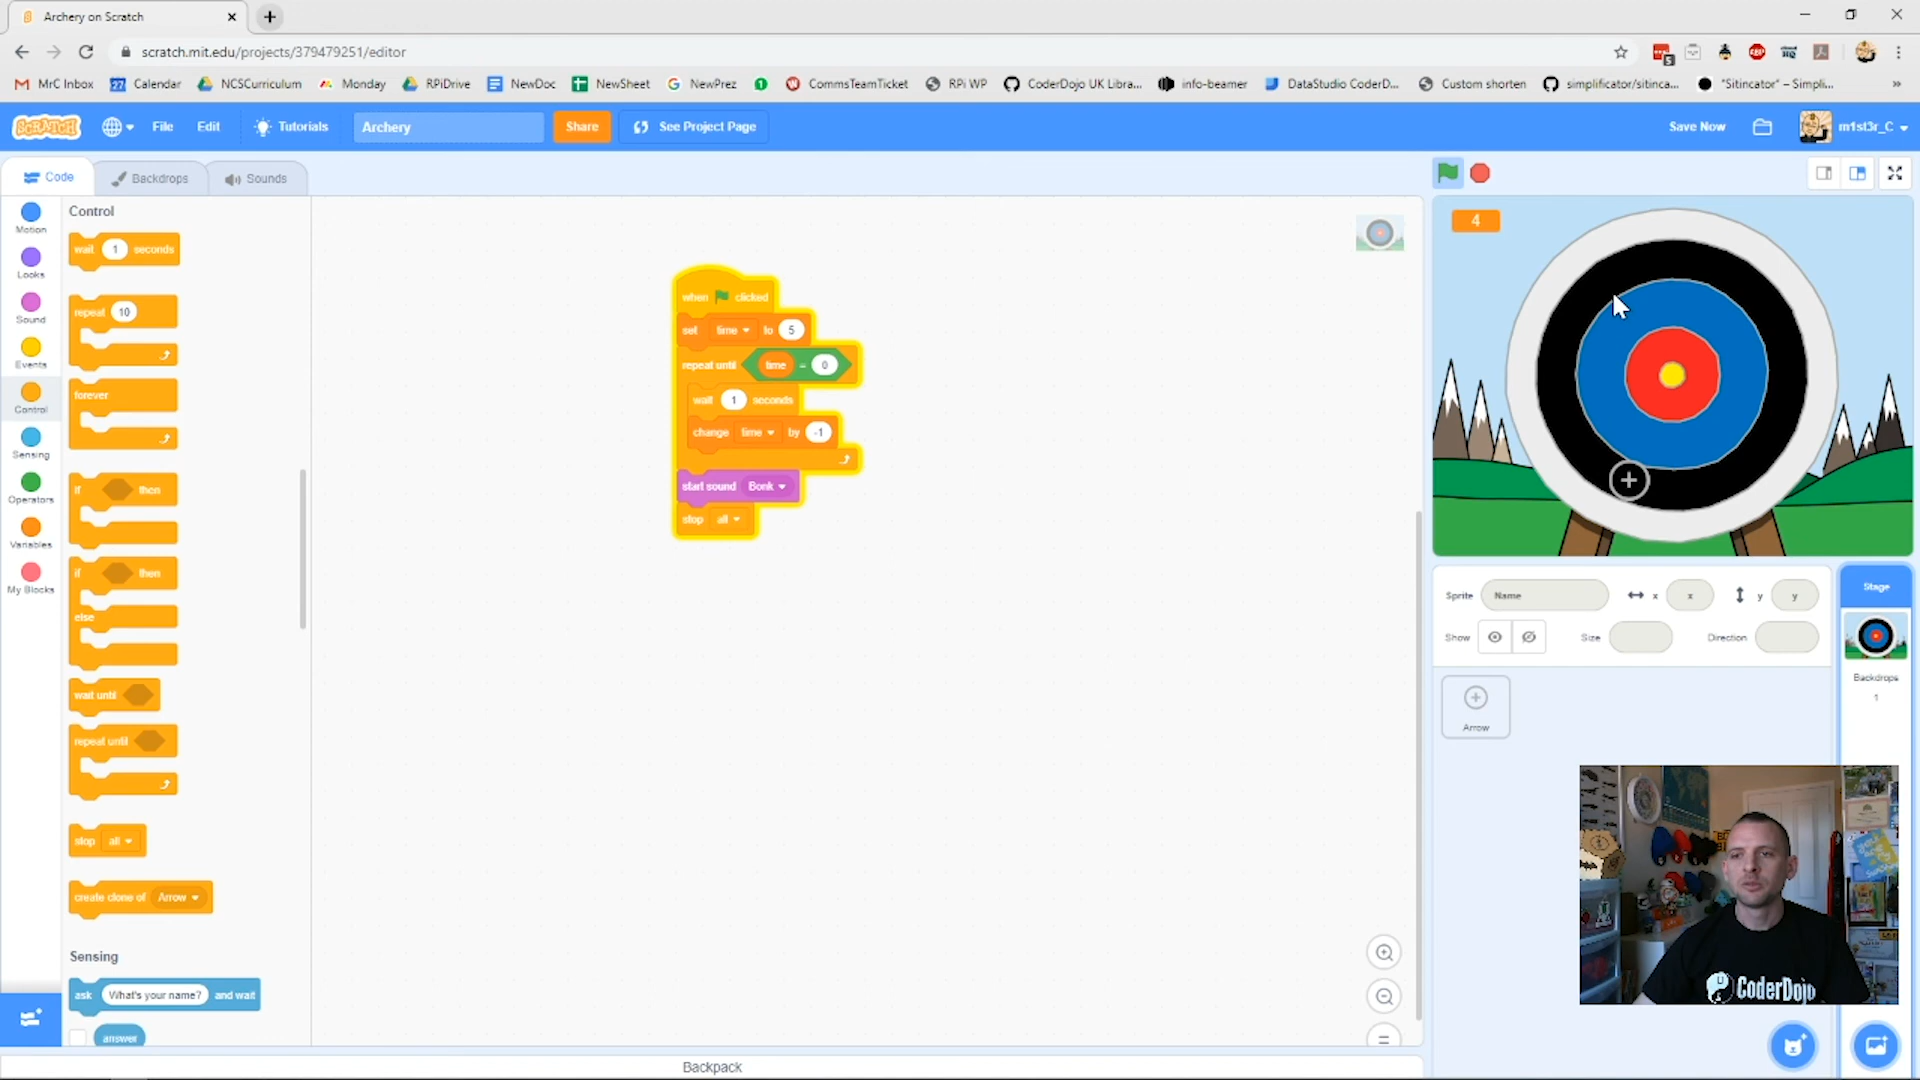 Archery on Scratch
scratch.mit.edu/projects/379479251/editor
MrC Inbox
27 Calendar
NCSCurriculum
Monday
RPiDrive
NewDoc
NewSheet
NewPrez
CommsTeamTicket
RPi WP
CoderDojo UK Libra...
info-beamer
DataStudio CoderD...
Custom shorten
simplificator/sitinca...
"Sitincator" – Simpli...
SCRATCH
File
Edit
Tutorials
Archery
Share
See Project Page
Save Now
m1st3r_C
Code
Backdrops
Sounds
Motion
Looks
Sound
Events
Control
Sensing
Operators
Variables
My Blocks
Control
wait 1 seconds
repeat 10
forever
if then
if then
else
wait until
repeat until
stop all
create clone of Arrow
Sensing
ask What's your name? and wait
answer
when clicked
set time to 5
repeat until time = 0
wait 1 seconds
change time by -1
start sound Bonk
stop all
4
Sprite Name x x y y
Show Size Direction
Arrow
Stage
Backdrops
1
CoderDojo
Backpack